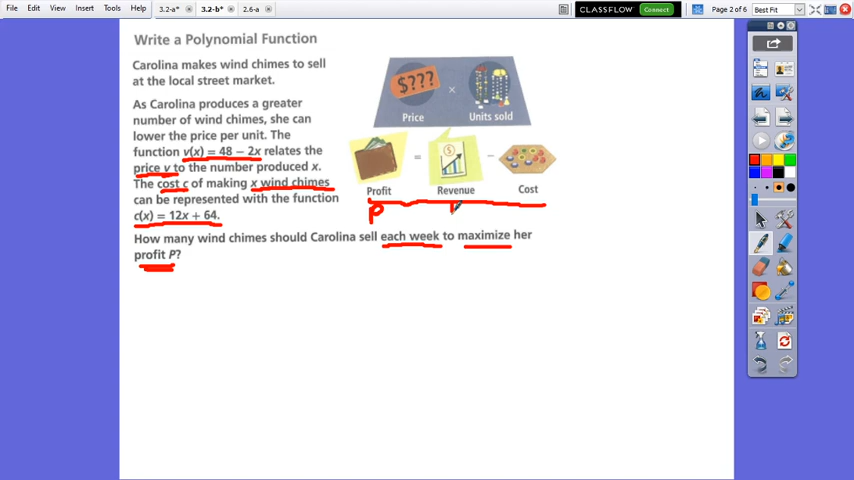 File Edit View Insert Tools Help 3.2-a* 3.2-b* 2.6-a CLASSFLOW Connect Page 2 of 6 Best Fit
Write a Polynomial Function
Carolina makes wind chimes to sell
at the local street market.
As Carolina produces a greater
number of wind chimes, she can
lower the price per unit. The
function v(x) = 48 − 2x relates the
price v to the number produced x.
The cost c of making x wind chimes
can be represented with the function
c(x) = 12x + 64.
$???
×
Price Units sold
$
= −
Profit Revenue Cost
P
How many wind chimes should Carolina sell each week to maximize her
profit P?